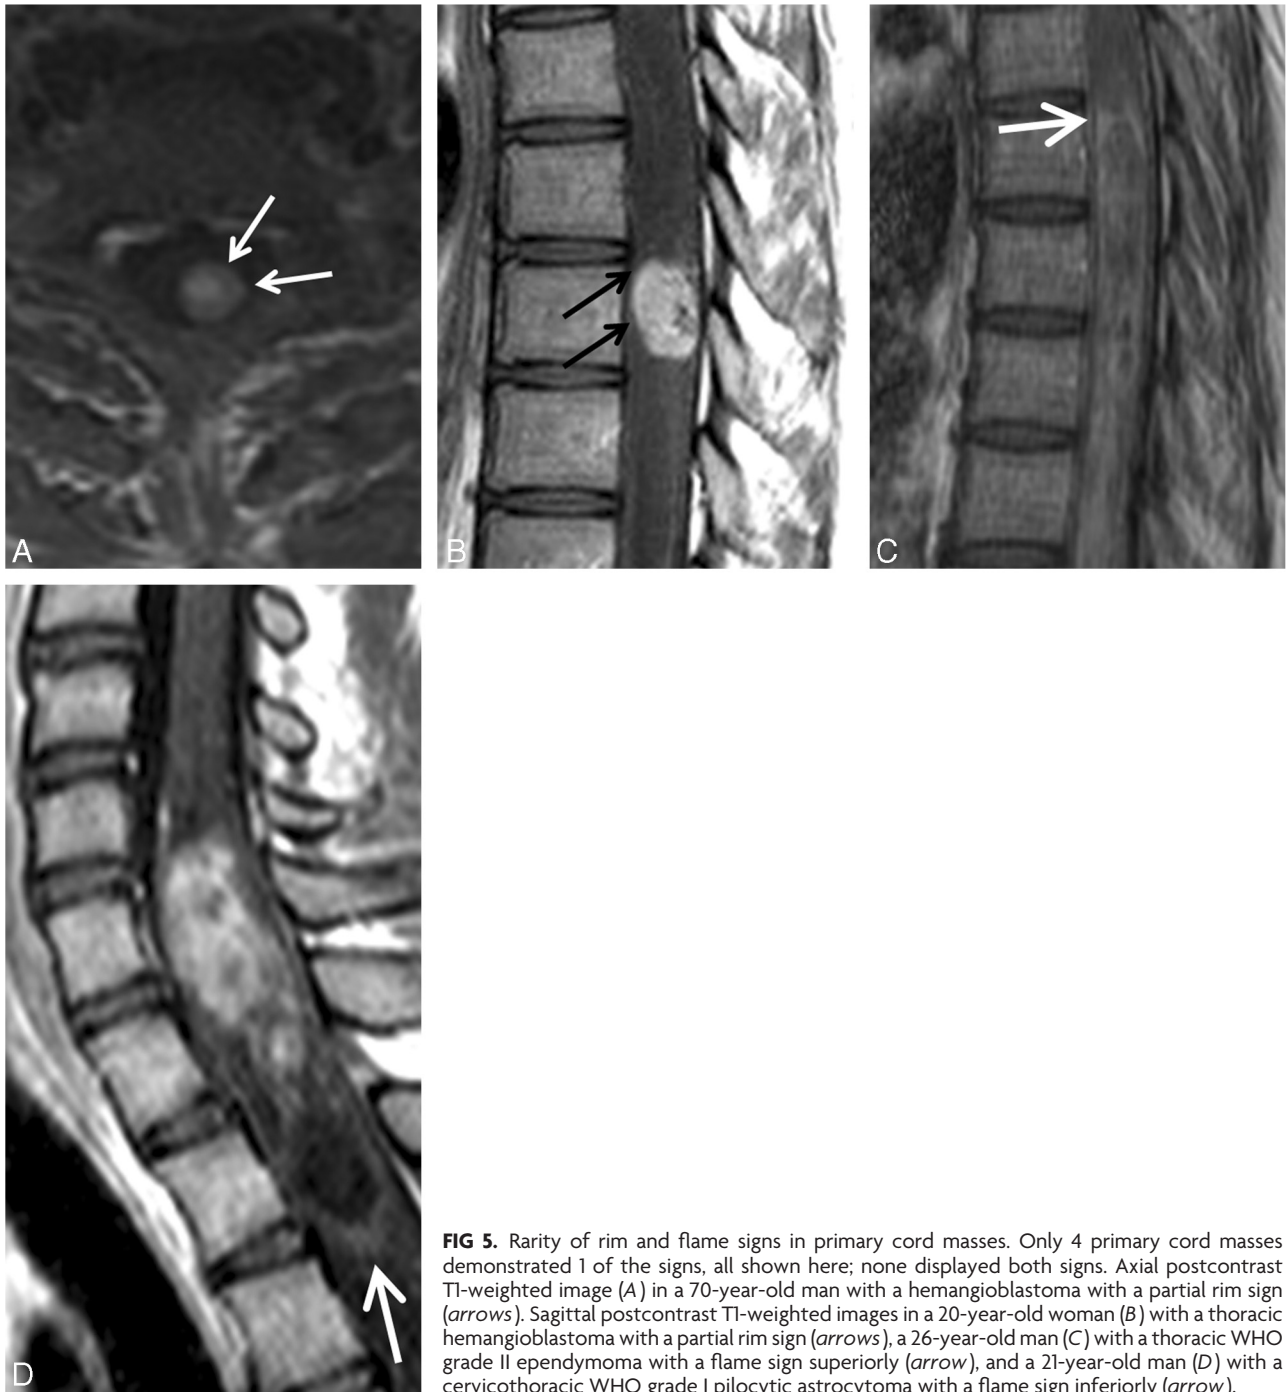 A
B
C
D
FIG 5. Rarity of rim and flame signs in primary cord masses. Only 4 primary cord masses
demonstrated 1 of the signs, all shown here; none displayed both signs. Axial postcontrast
T1-weighted image (A) in a 70-year-old man with a hemangioblastoma with a partial rim sign
(arrows). Sagittal postcontrast T1-weighted images in a 20-year-old woman (B) with a thoracic
hemangioblastoma with a partial rim sign (arrows), a 26-year-old man (C) with a thoracic WHO
grade II ependymoma with a flame sign superiorly (arrow), and a 21-year-old man (D) with a
cervicothoracic WHO grade I pilocytic astrocytoma with a flame sign inferiorly (arrow).